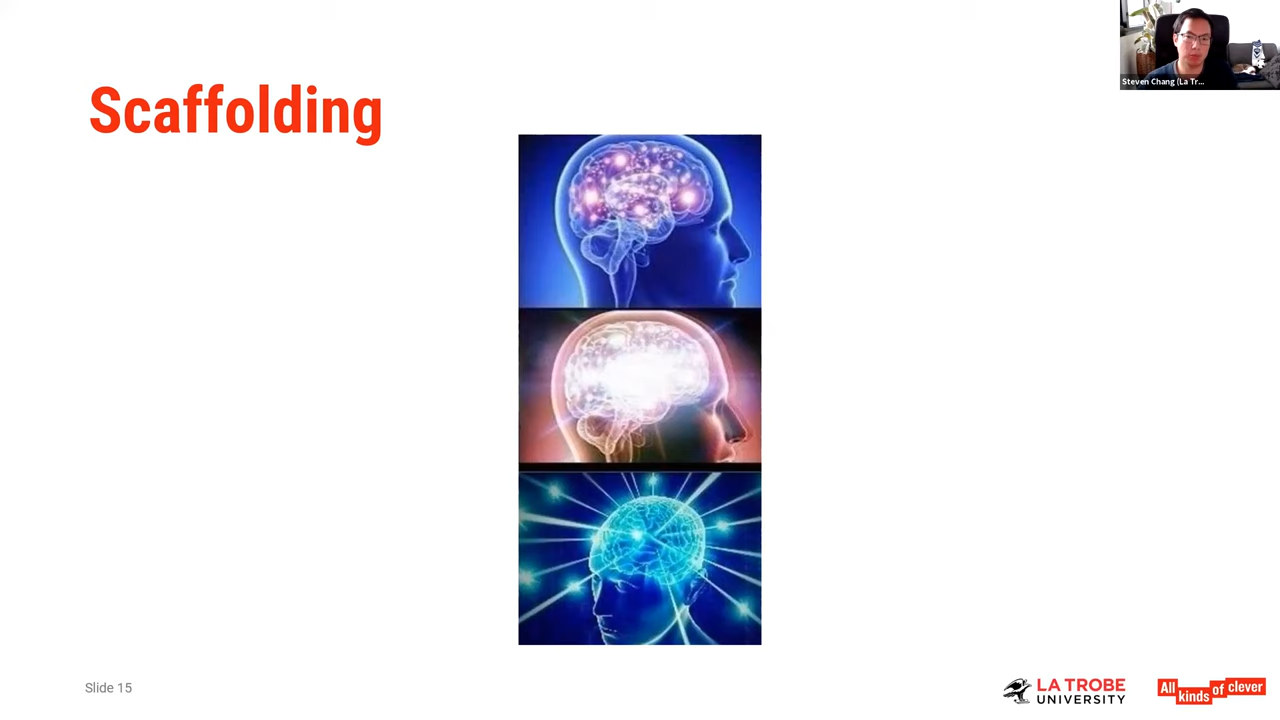 Steven Chang (La Tr...
Scaffolding
Slide 15
LA TROBE
UNIVERSITY
All
kinds
of
clever